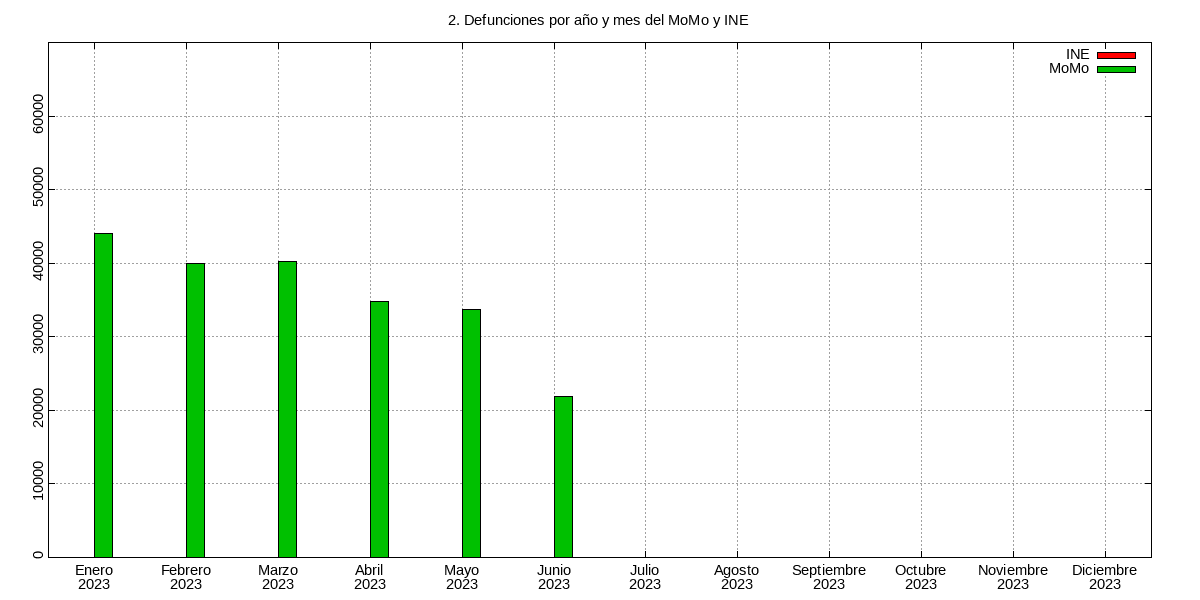 2. Defunciones por año y mes del MoMo y INE
INE
MoMo
60000
50000
40000
30000
20000
10000
0
Enero Febrero Marzo Abril Mayo Junio Julio Agosto Septiembre Octubre Noviembre Diciembre
2023 2023 2023 2023 2023 2023 2023 2023 2023 2023 2023 2023